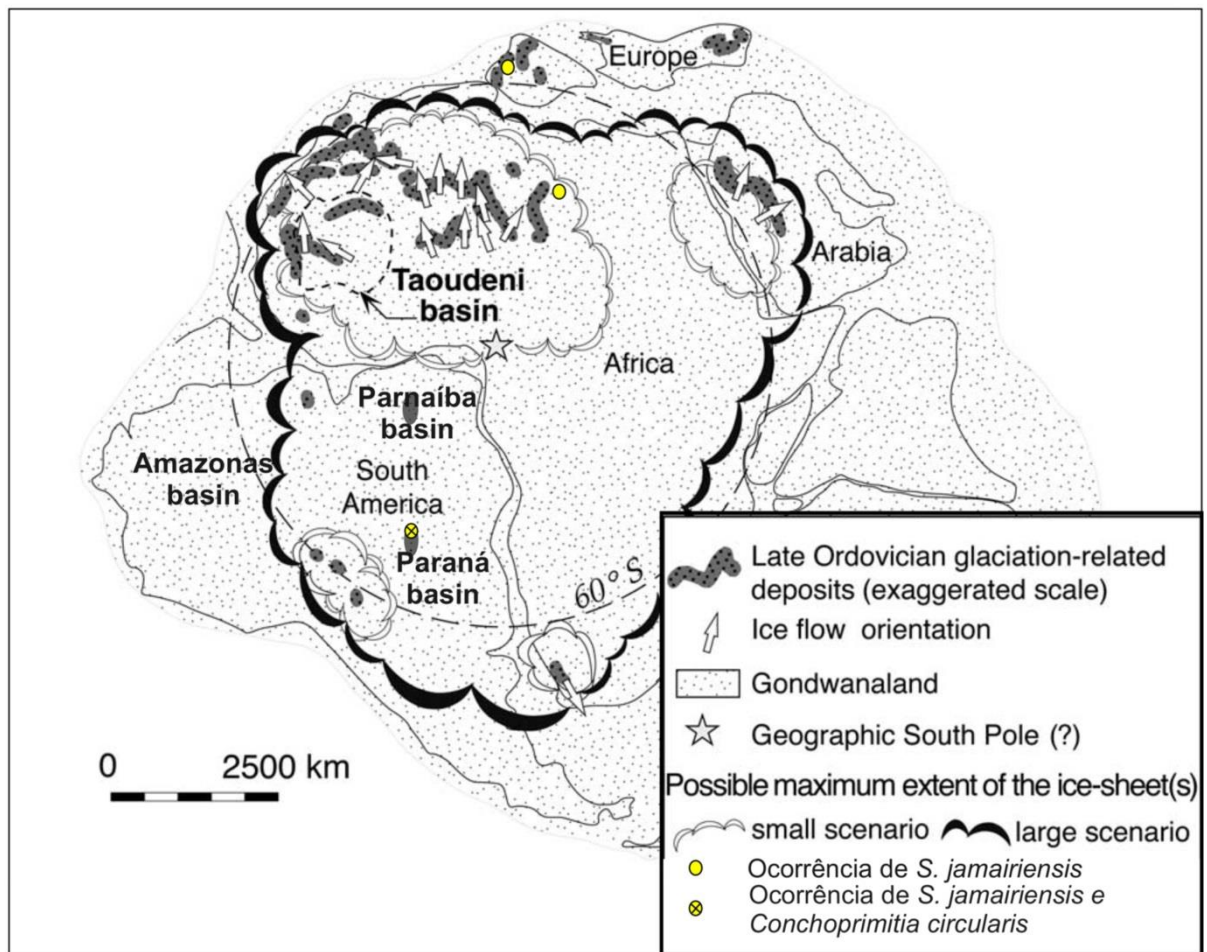 Europe
Arabia
Taoudeni
basin
Africa
Parnaíba
basin
Amazonas
basin
South
America
Paraná
basin
60° S
0 2500 km
Late Ordovician glaciation-related
deposits (exaggerated scale)
Ice flow orientation
Gondwanaland
Geographic South Pole (?)
Possible maximum extent of the ice-sheet(s)
small scenario large scenario
Ocorrência de S. jamairiensis
Ocorrência de S. jamairiensis e
Conchoprimitia circularis